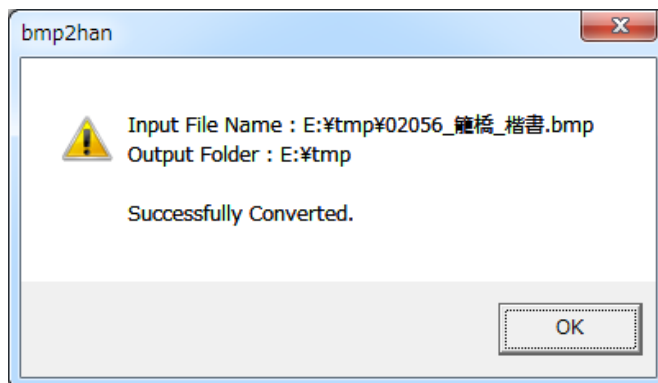 bmp2han
Input File Name : E:¥tmp¥02056_籠橋_楷書.bmp
Output Folder : E:¥tmp
Successfully Converted.
OK